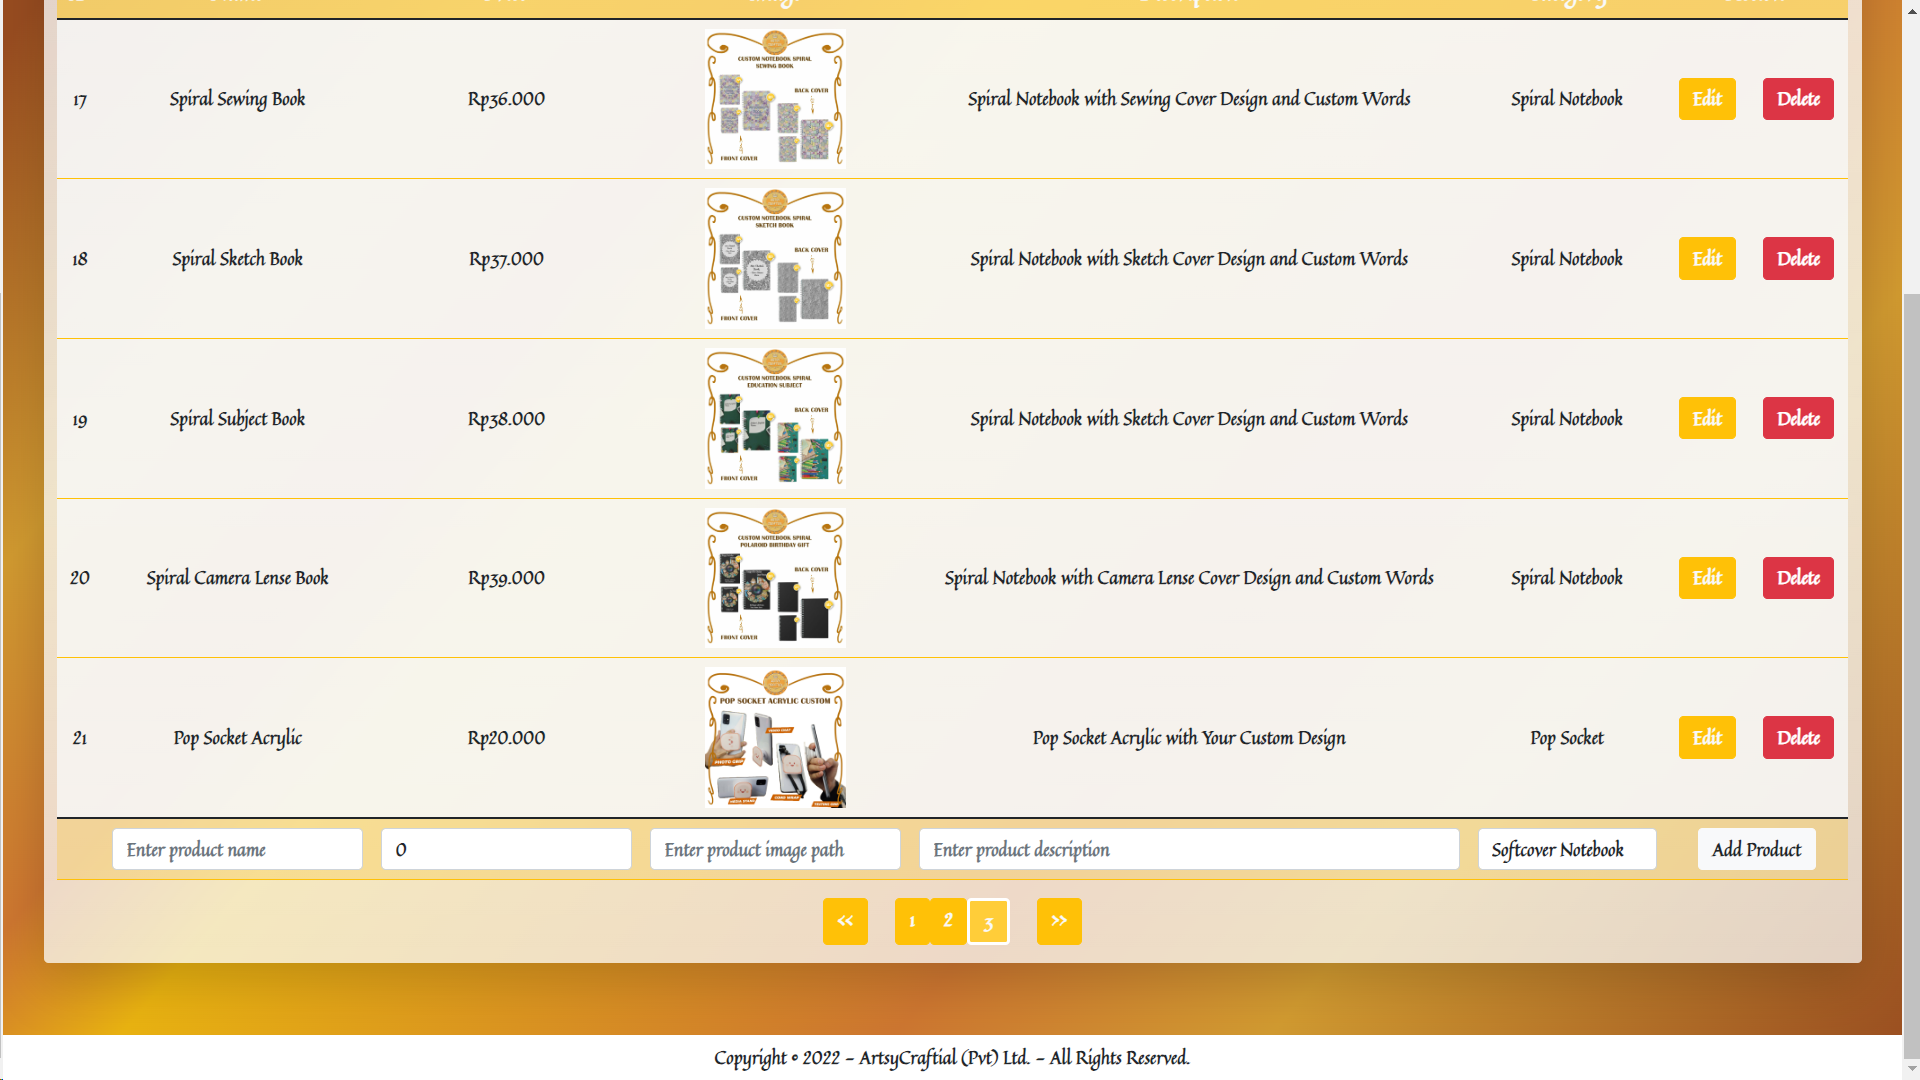 17 Spiral Sewing Book Rp36.000 Spiral Notebook with Sewing Cover Design and Custom Words Spiral Notebook Edit Delete
CUSTOM NOTEBOOK SPIRAL
SEWING BOOK
BACK COVER
FRONT COVER
18 Spiral Sketch Book Rp37.000 Spiral Notebook with Sketch Cover Design and Custom Words Spiral Notebook Edit Delete
CUSTOM NOTEBOOK SPIRAL
SKETCH BOOK
BACK COVER
FRONT COVER
19 Spiral Subject Book Rp38.000 Spiral Notebook with Sketch Cover Design and Custom Words Spiral Notebook Edit Delete
CUSTOM NOTEBOOK SPIRAL
EDUCATION SUBJECT
BACK COVER
FRONT COVER
20 Spiral Camera Lense Book Rp39.000 Spiral Notebook with Camera Lense Cover Design and Custom Words Spiral Notebook Edit Delete
CUSTOM NOTEBOOK SPIRAL
POLAROID BIRTHDAY GIFT
BACK COVER
FRONT COVER
21 Pop Socket Acrylic Rp20.000 Pop Socket Acrylic with Your Custom Design Pop Socket Edit Delete
POP SOCKET ACRYLIC CUSTOM
PHOTO GRIP
Enter product name 0 Enter product image path Enter product description Softcover Notebook Add Product
<< 1 2 3 >>
Copyright © 2022 - ArtsyCraftial (Pvt) Ltd. - All Rights Reserved.